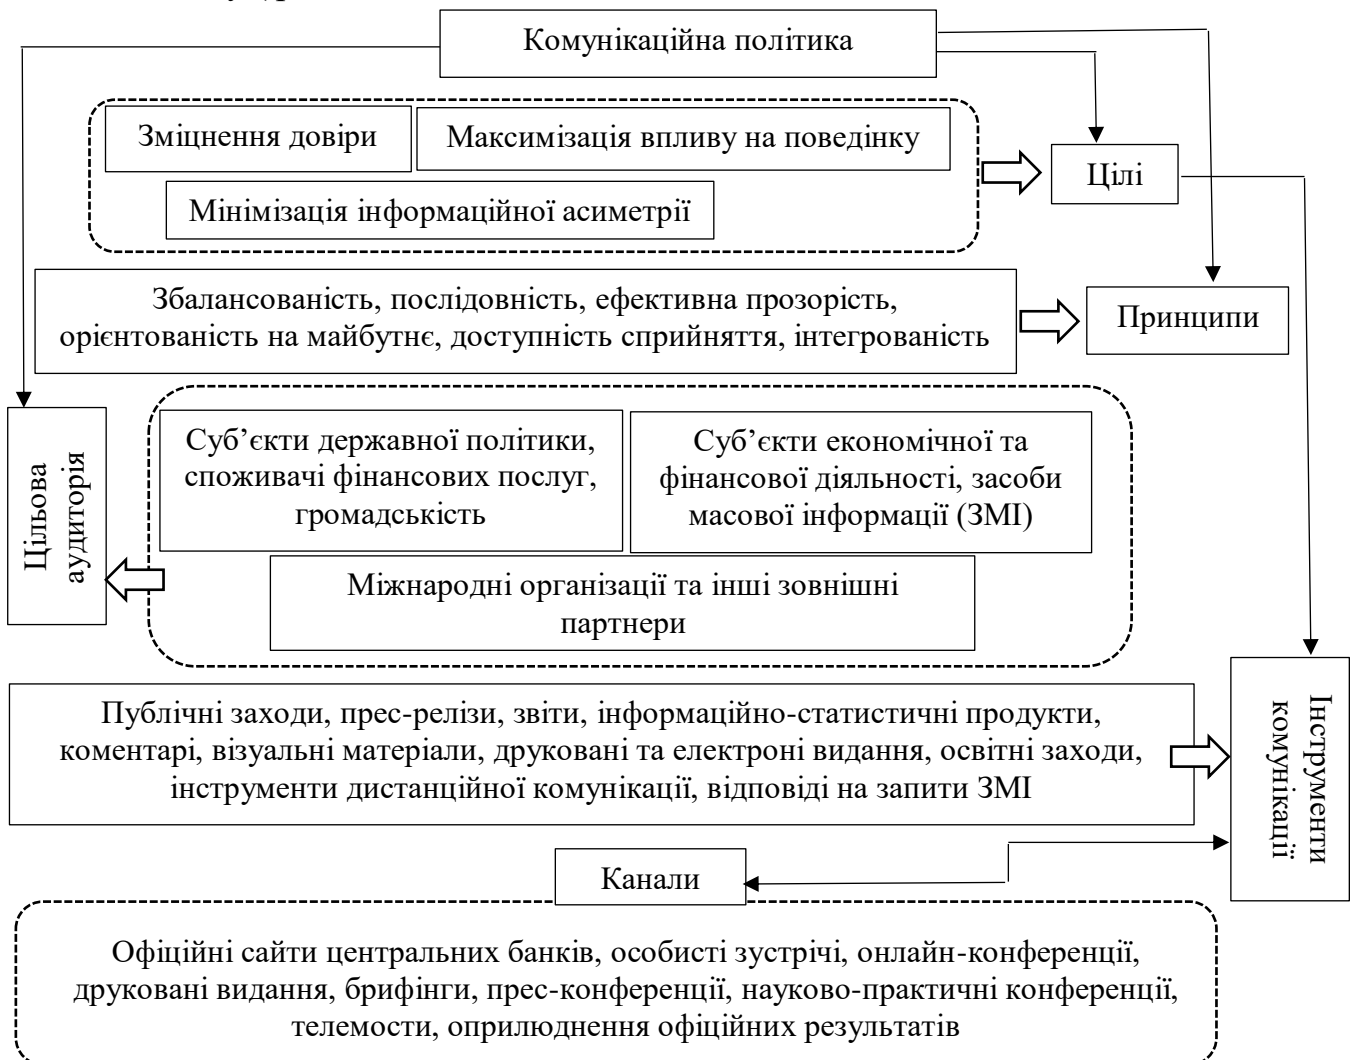 Комунікаційна політика
Зміцнення довіри
Максимізація впливу на поведінку
Мінімізація інформаційної асиметрії
Цілі
Збалансованість, послідовність, ефективна прозорість,
орієнтованість на майбутнє, доступність сприйняття, інтегрованість
Принципи
Цільова
аудиторія
Суб’єкти державної політики,
споживачі фінансових послуг,
громадськість
Суб’єкти економічної та
фінансової діяльності, засоби
масової інформації (ЗМІ)
Міжнародні організації та інші зовнішні
партнери
Публічні заходи, прес-релізи, звіти, інформаційно-статистичні продукти,
коментарі, візуальні матеріали, друковані та електроні видання, освітні заходи,
інструменти дистанційної комунікації, відповіді на запити ЗМІ
Інструменти
комунікації
Канали
Офіційні сайти центральних банків, особисті зустрічі, онлайн-конференції,
друковані видання, брифінги, прес-конференції, науково-практичні конференції,
телемости, оприлюднення офіційних результатів